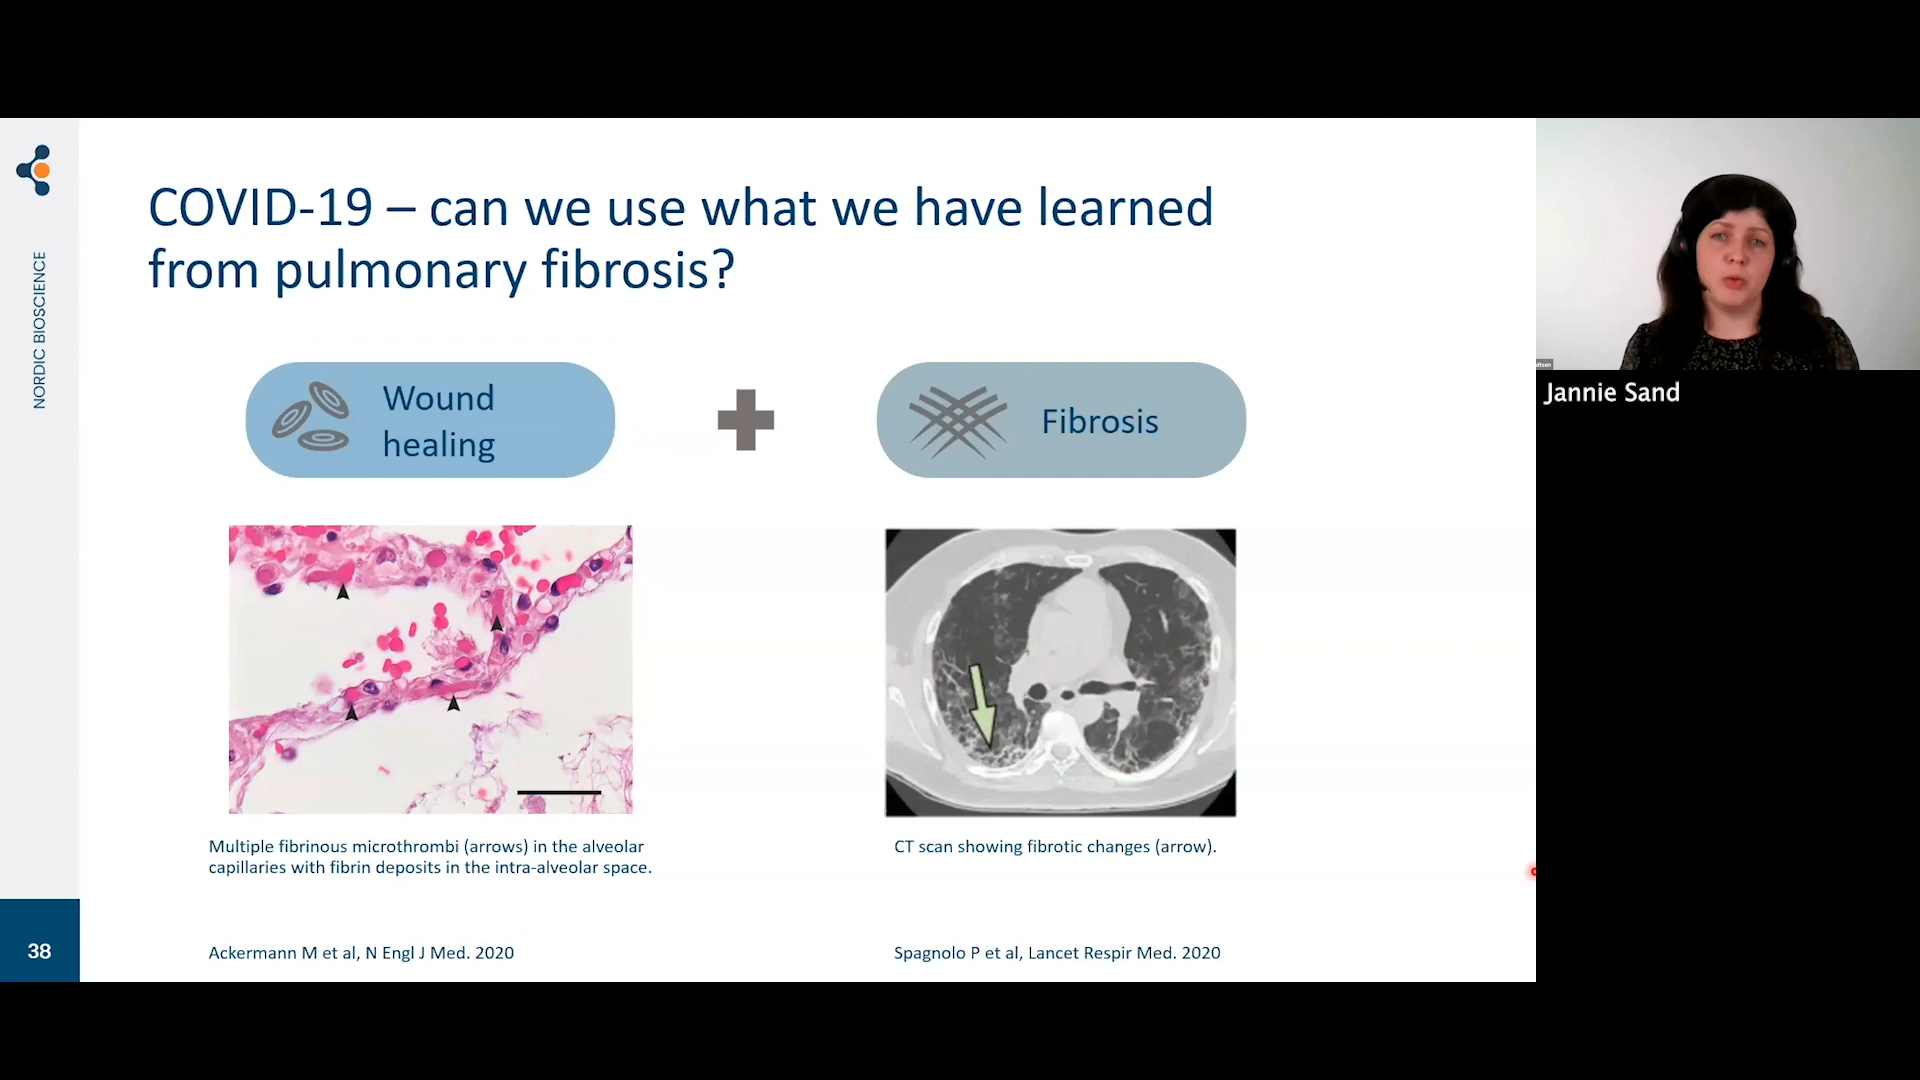 COVID-19 – can we use what we have learned
from pulmonary fibrosis?
NORDIC BIOSCIENCE
Wound
healing
Fibrosis
Multiple fibrinous microthrombi (arrows) in the alveolar
capillaries with fibrin deposits in the intra-alveolar space.
CT scan showing fibrotic changes (arrow).
Ackermann M et al, N Engl J Med. 2020
Spagnolo P et al, Lancet Respir Med. 2020
38
Jannie Sand